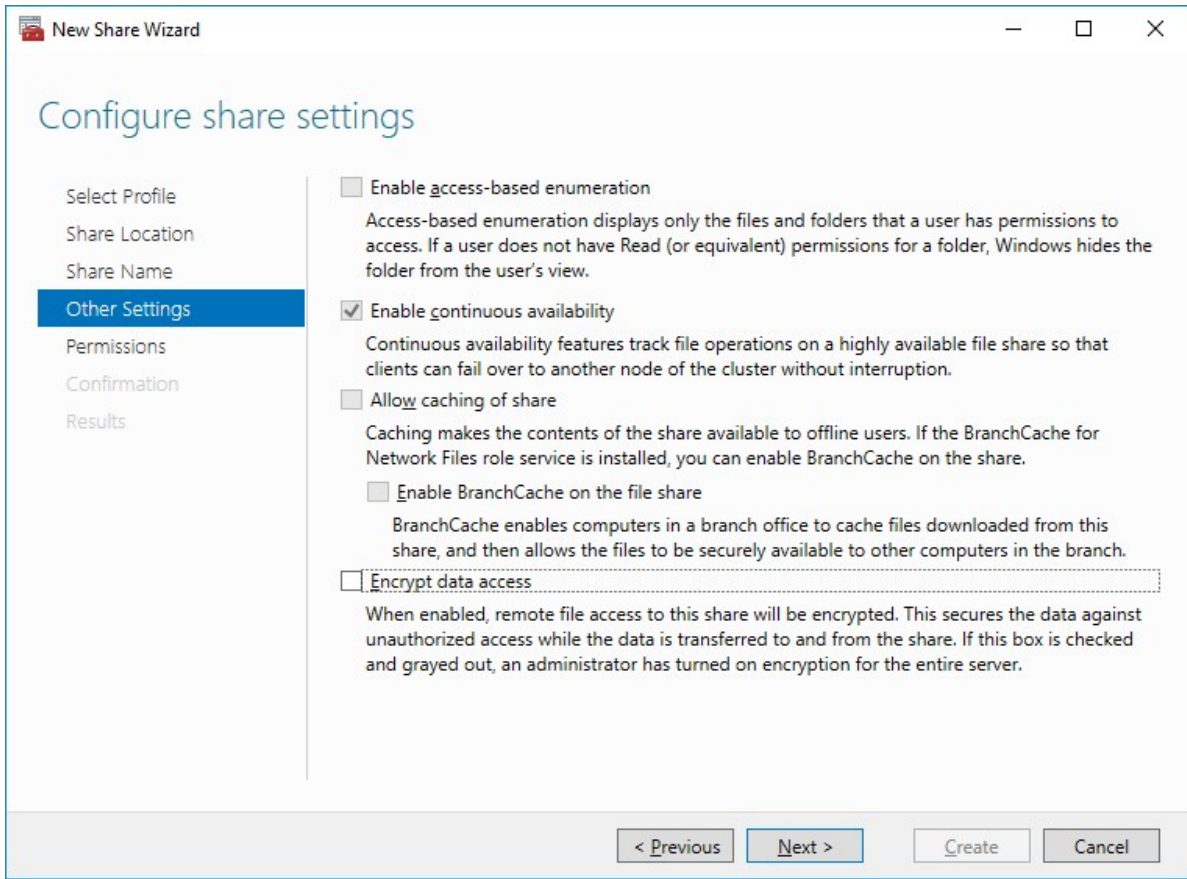 New Share Wizard
Configure share settings
Select Profile
Share Location
Share Name
Other Settings
Permissions
Confirmation
Results
Enable access-based enumeration
Access-based enumeration displays only the files and folders that a user has permissions to
access. If a user does not have Read (or equivalent) permissions for a folder, Windows hides the
folder from the user's view.
Enable continuous availability
Continuous availability features track file operations on a highly available file share so that
clients can fail over to another node of the cluster without interruption.
Allow caching of share
Caching makes the contents of the share available to offline users. If the BranchCache for
Network Files role service is installed, you can enable BranchCache on the share.
Enable BranchCache on the file share
BranchCache enables computers in a branch office to cache files downloaded from this
share, and then allows the files to be securely available to other computers in the branch.
Encrypt data access
When enabled, remote file access to this share will be encrypted. This secures the data against
unauthorized access while the data is transferred to and from the share. If this box is checked
and grayed out, an administrator has turned on encryption for the entire server.
< Previous
Next >
Create
Cancel